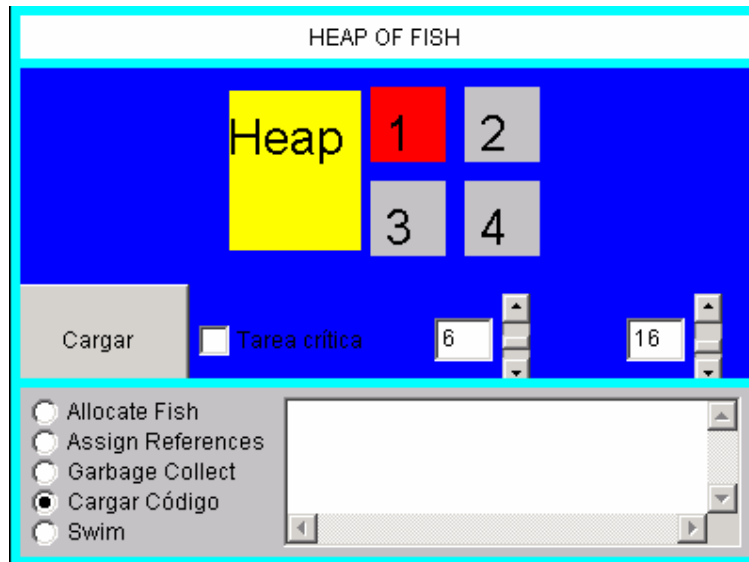 HEAP OF FISH
Heap 1 2
3 4
Cargar Tarea crítica 6 16
Allocate Fish
Assign References
Garbage Collect
Cargar Código
Swim